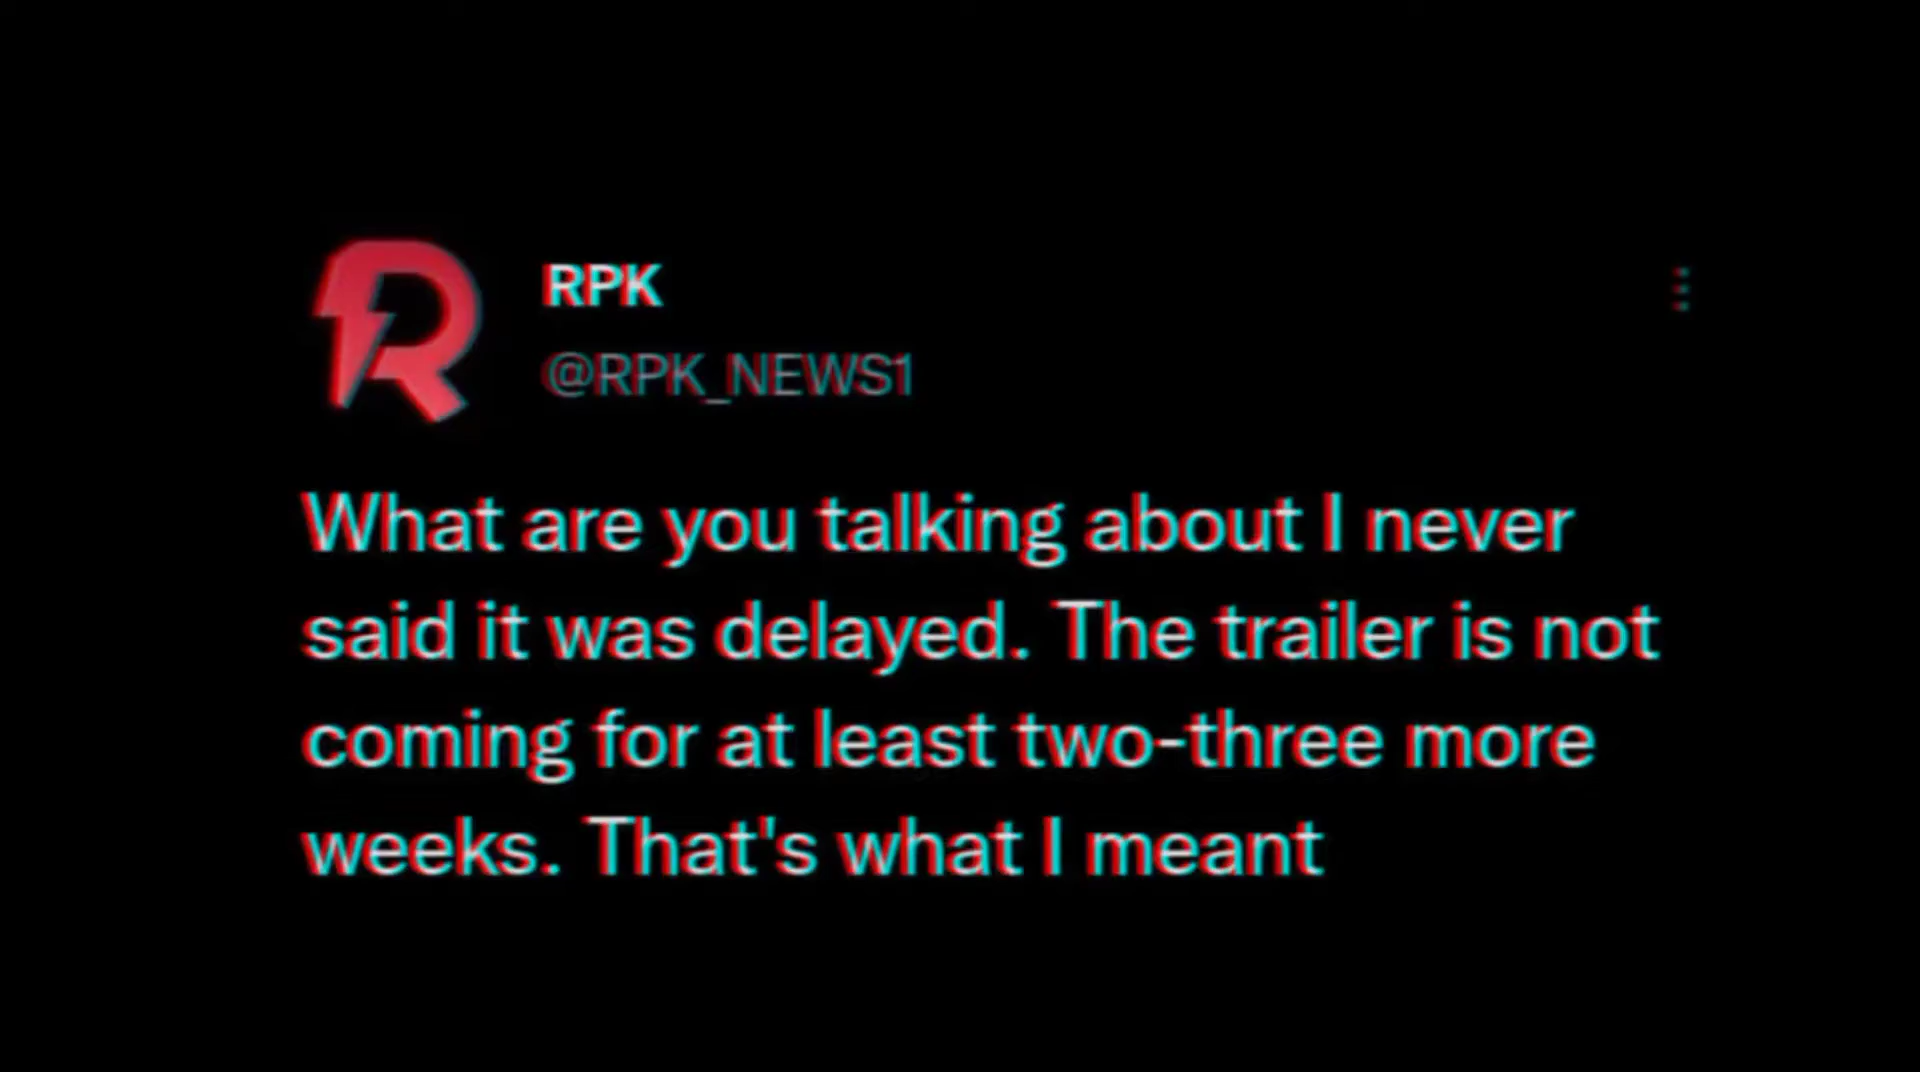 RPK
@RPK_NEWS1
What are you talking about I never
said it was delayed. The trailer is not
coming for at least two-three more
weeks. That's what I meant